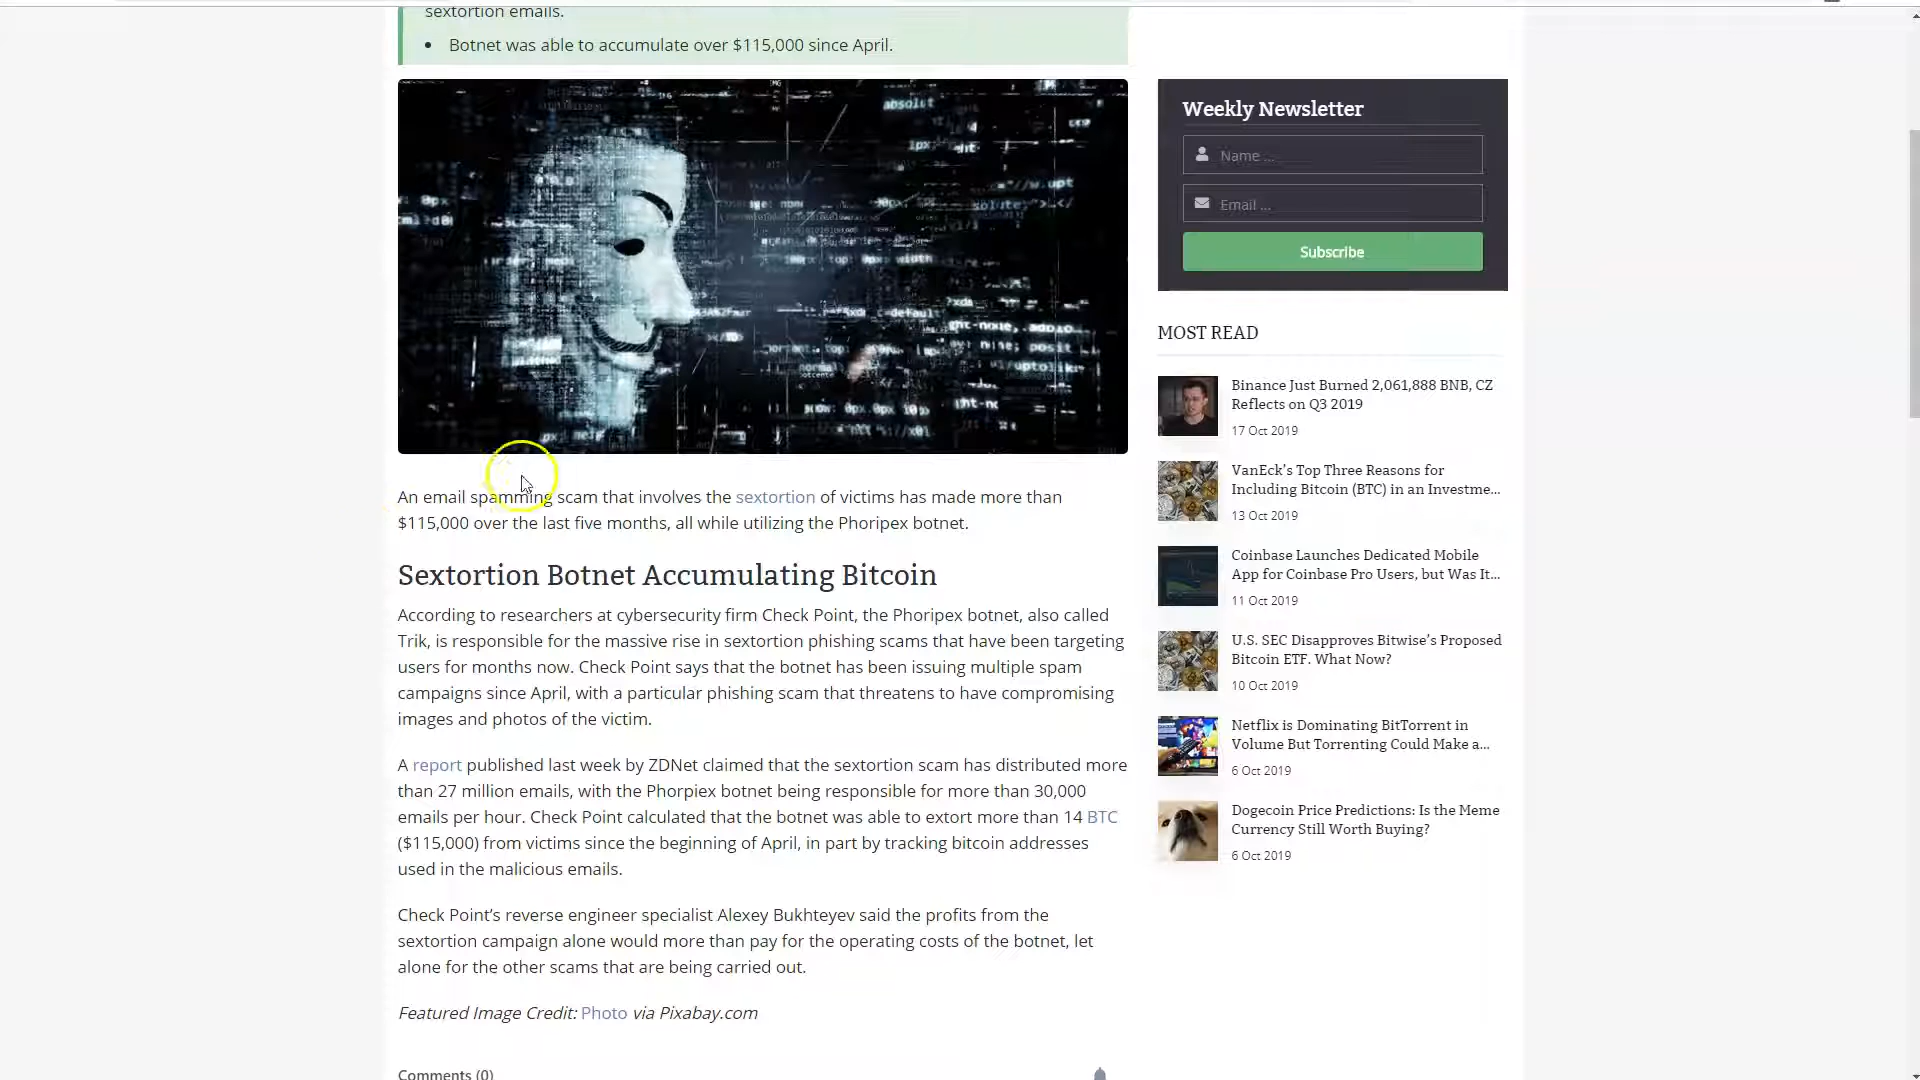 sextortion emails.
• Botnet was able to accumulate over $115,000 since April.
An email spamming scam that involves the sextortion of victims has made more than
$115,000 over the last five months, all while utilizing the Phoripex botnet.
Sextortion Botnet Accumulating Bitcoin
According to researchers at cybersecurity firm Check Point, the Phoripex botnet, also called
Trik, is responsible for the massive rise in sextortion phishing scams that have been targeting
users for months now. Check Point says that the botnet has been issuing multiple spam
campaigns since April, with a particular phishing scam that threatens to have compromising
images and photos of the victim.
A report published last week by ZDNet claimed that the sextortion scam has distributed more
than 27 million emails, with the Phorpiex botnet being responsible for more than 30,000
emails per hour. Check Point calculated that the botnet was able to extort more than 14 BTC
($115,000) from victims since the beginning of April, in part by tracking bitcoin addresses
used in the malicious emails.
Check Point’s reverse engineer specialist Alexey Bukhteyev said the profits from the
sextortion campaign alone would more than pay for the operating costs of the botnet, let
alone for the other scams that are being carried out.
Featured Image Credit: Photo via Pixabay.com
Comments (0)
Weekly Newsletter
Name ...
Email ...
Subscribe
MOST READ
Binance Just Burned 2,061,888 BNB, CZ
Reflects on Q3 2019
17 Oct 2019
VanEck’s Top Three Reasons for
Including Bitcoin (BTC) in an Investme...
13 Oct 2019
Coinbase Launches Dedicated Mobile
App for Coinbase Pro Users, but Was It...
11 Oct 2019
U.S. SEC Disapproves Bitwise’s Proposed
Bitcoin ETF. What Now?
10 Oct 2019
Netflix is Dominating BitTorrent in
Volume But Torrenting Could Make a...
6 Oct 2019
Dogecoin Price Predictions: Is the Meme
Currency Still Worth Buying?
6 Oct 2019